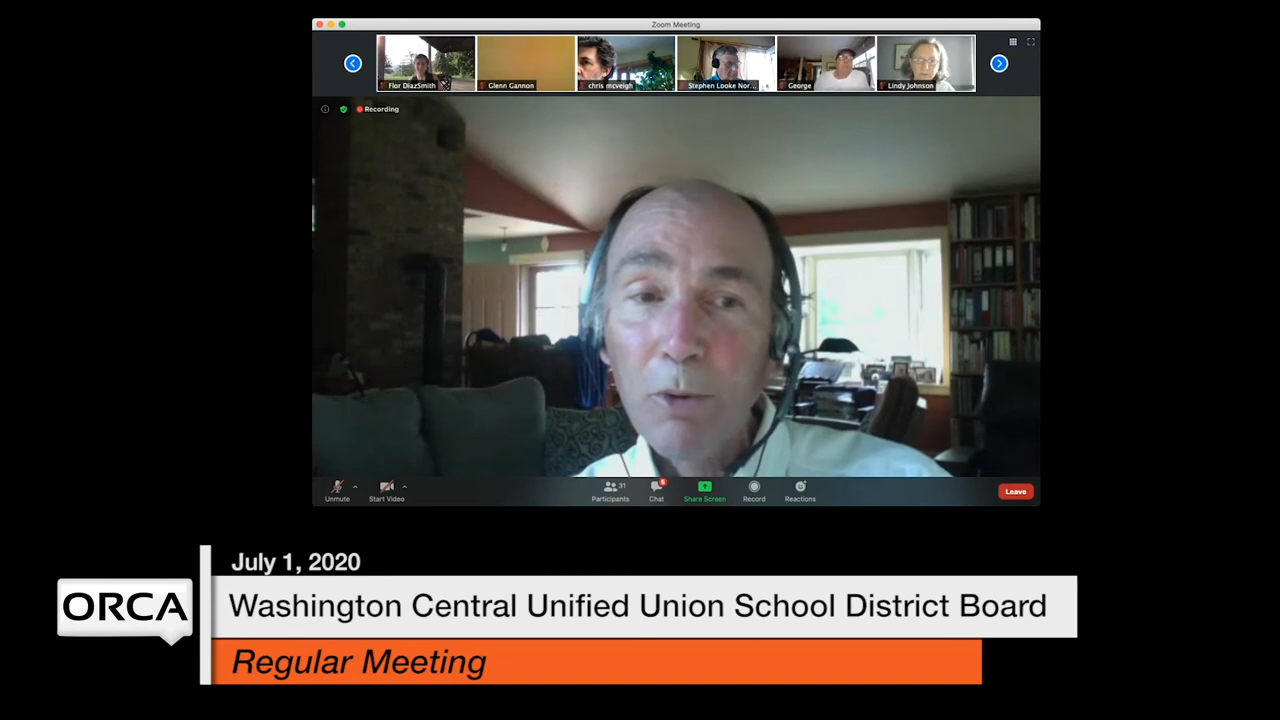 Zoom Meeting
Flor DiazSmith
Glenn Gannon
chris mcveigh
Stephen Looke Nor...
George
Lindy Johnson
Recording
Unmute
Start Video
Participants
31
Chat
Share Screen
Record
Reactions
Leave
July 1, 2020
ORCA
Washington Central Unified Union School District Board
Regular Meeting